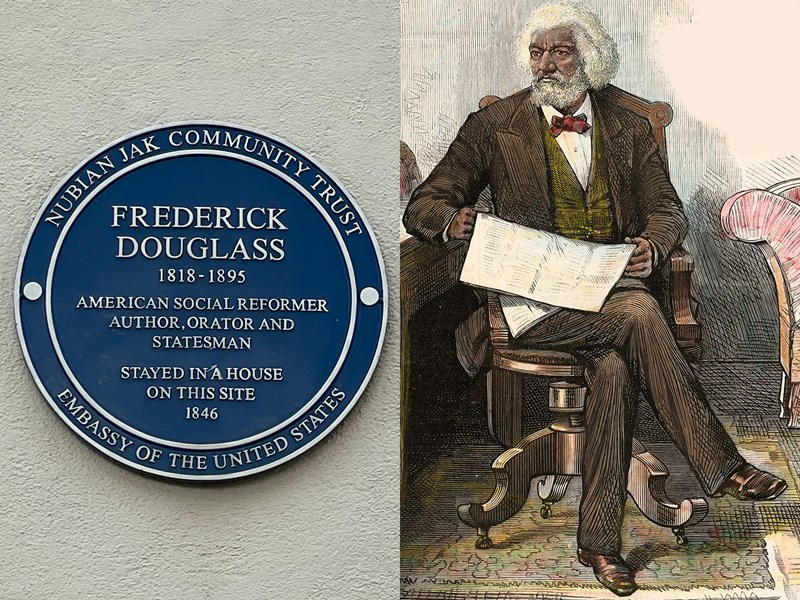 NUBIAN JAK COMMUNITY TRUST
FREDERICK
DOUGLASS
1818-1895
AMERICAN SOCIAL REFORMER
AUTHOR, ORATOR AND
STATESMAN
STAYED IN A HOUSE
ON THIS SITE
1846
EMBASSY OF THE UNITED STATES